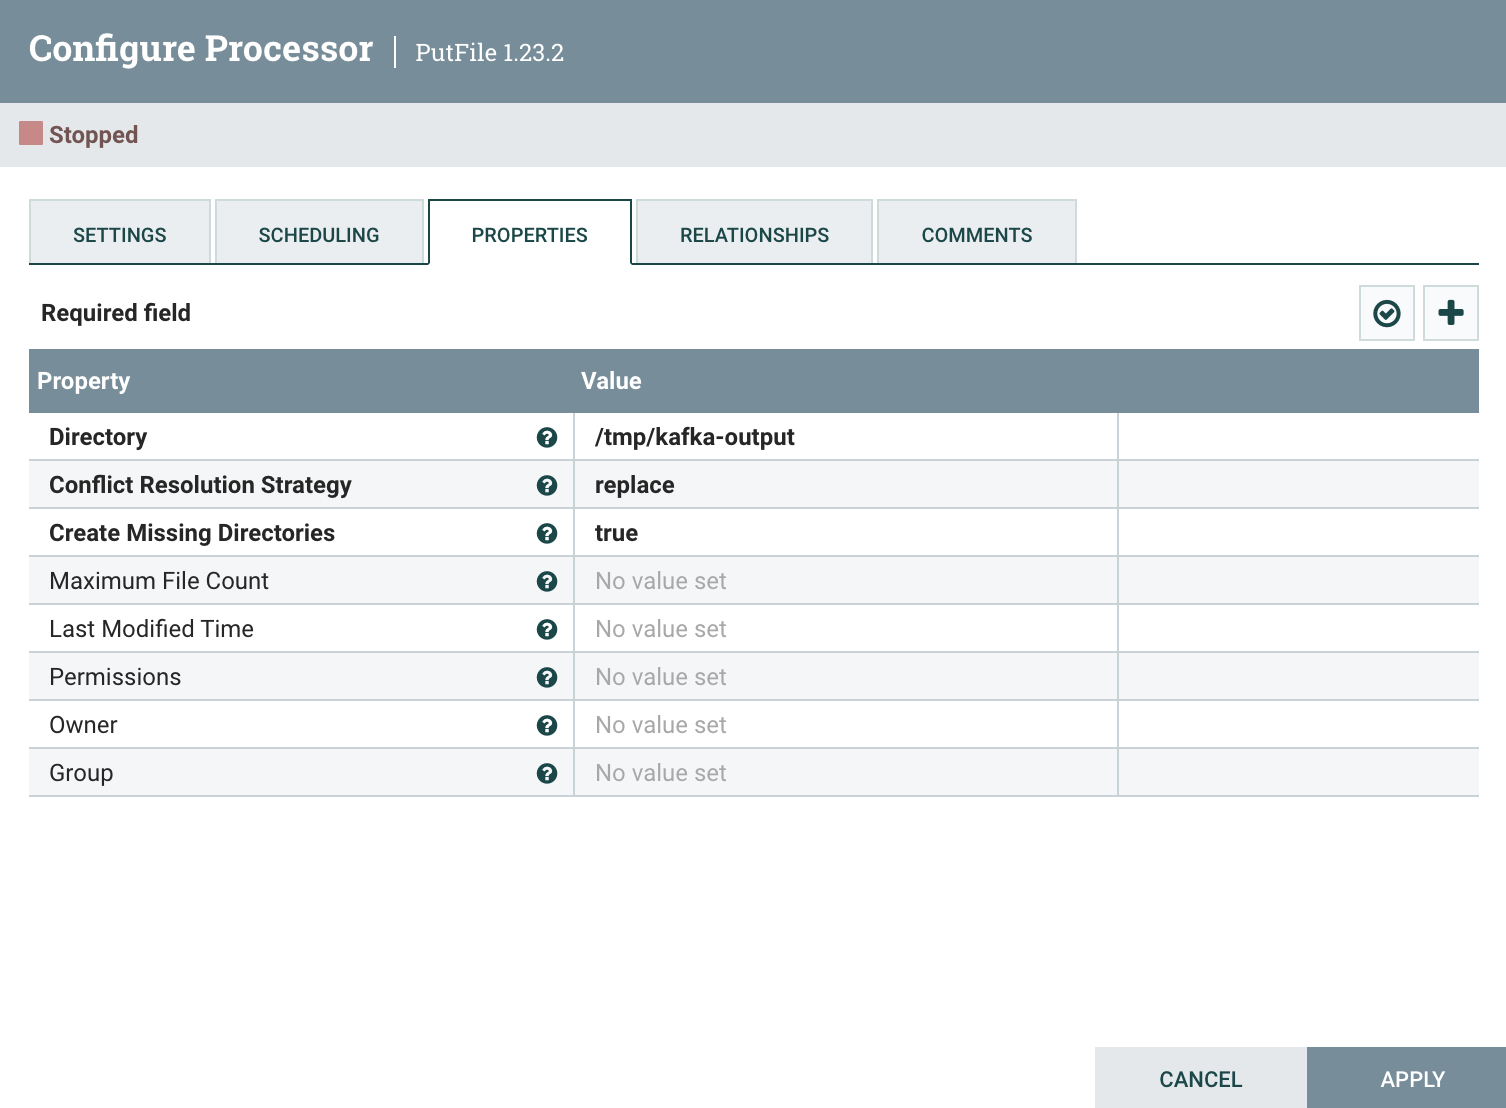 Configure Processor | PutFile 1.23.2
Stopped
SETTINGS SCHEDULING PROPERTIES RELATIONSHIPS COMMENTS
Required field
Property Value
Directory /tmp/kafka-output
Conflict Resolution Strategy replace
Create Missing Directories true
Maximum File Count No value set
Last Modified Time No value set
Permissions No value set
Owner No value set
Group No value set
CANCEL APPLY